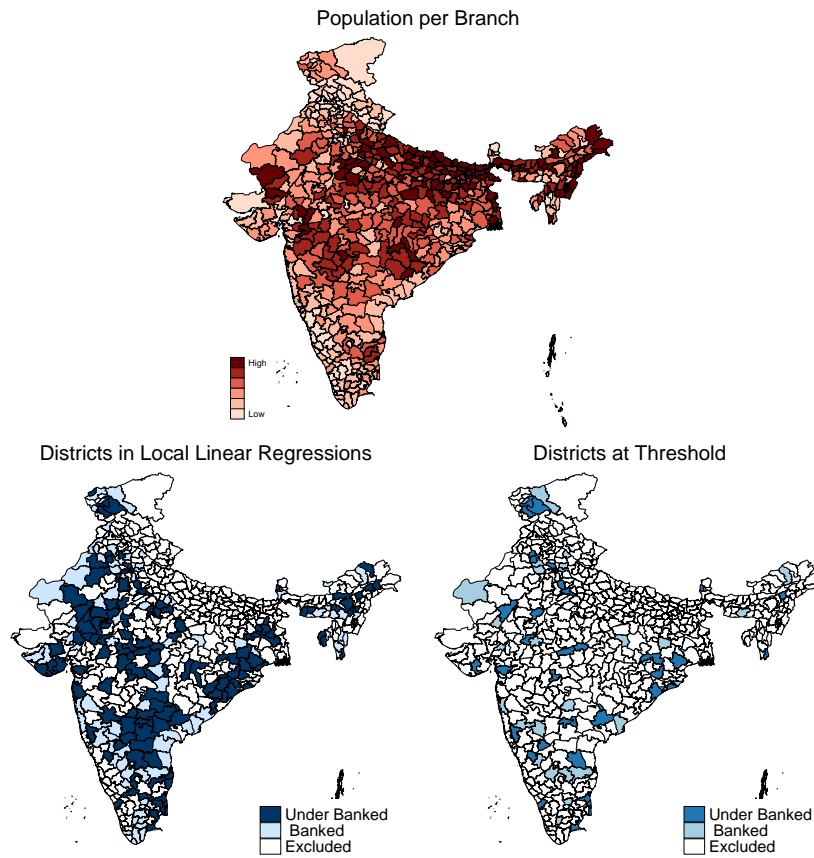 Population per Branch
High
Low
Districts in Local Linear Regressions
Districts at Threshold
Under Banked
Banked
Excluded
Under Banked
Banked
Excluded